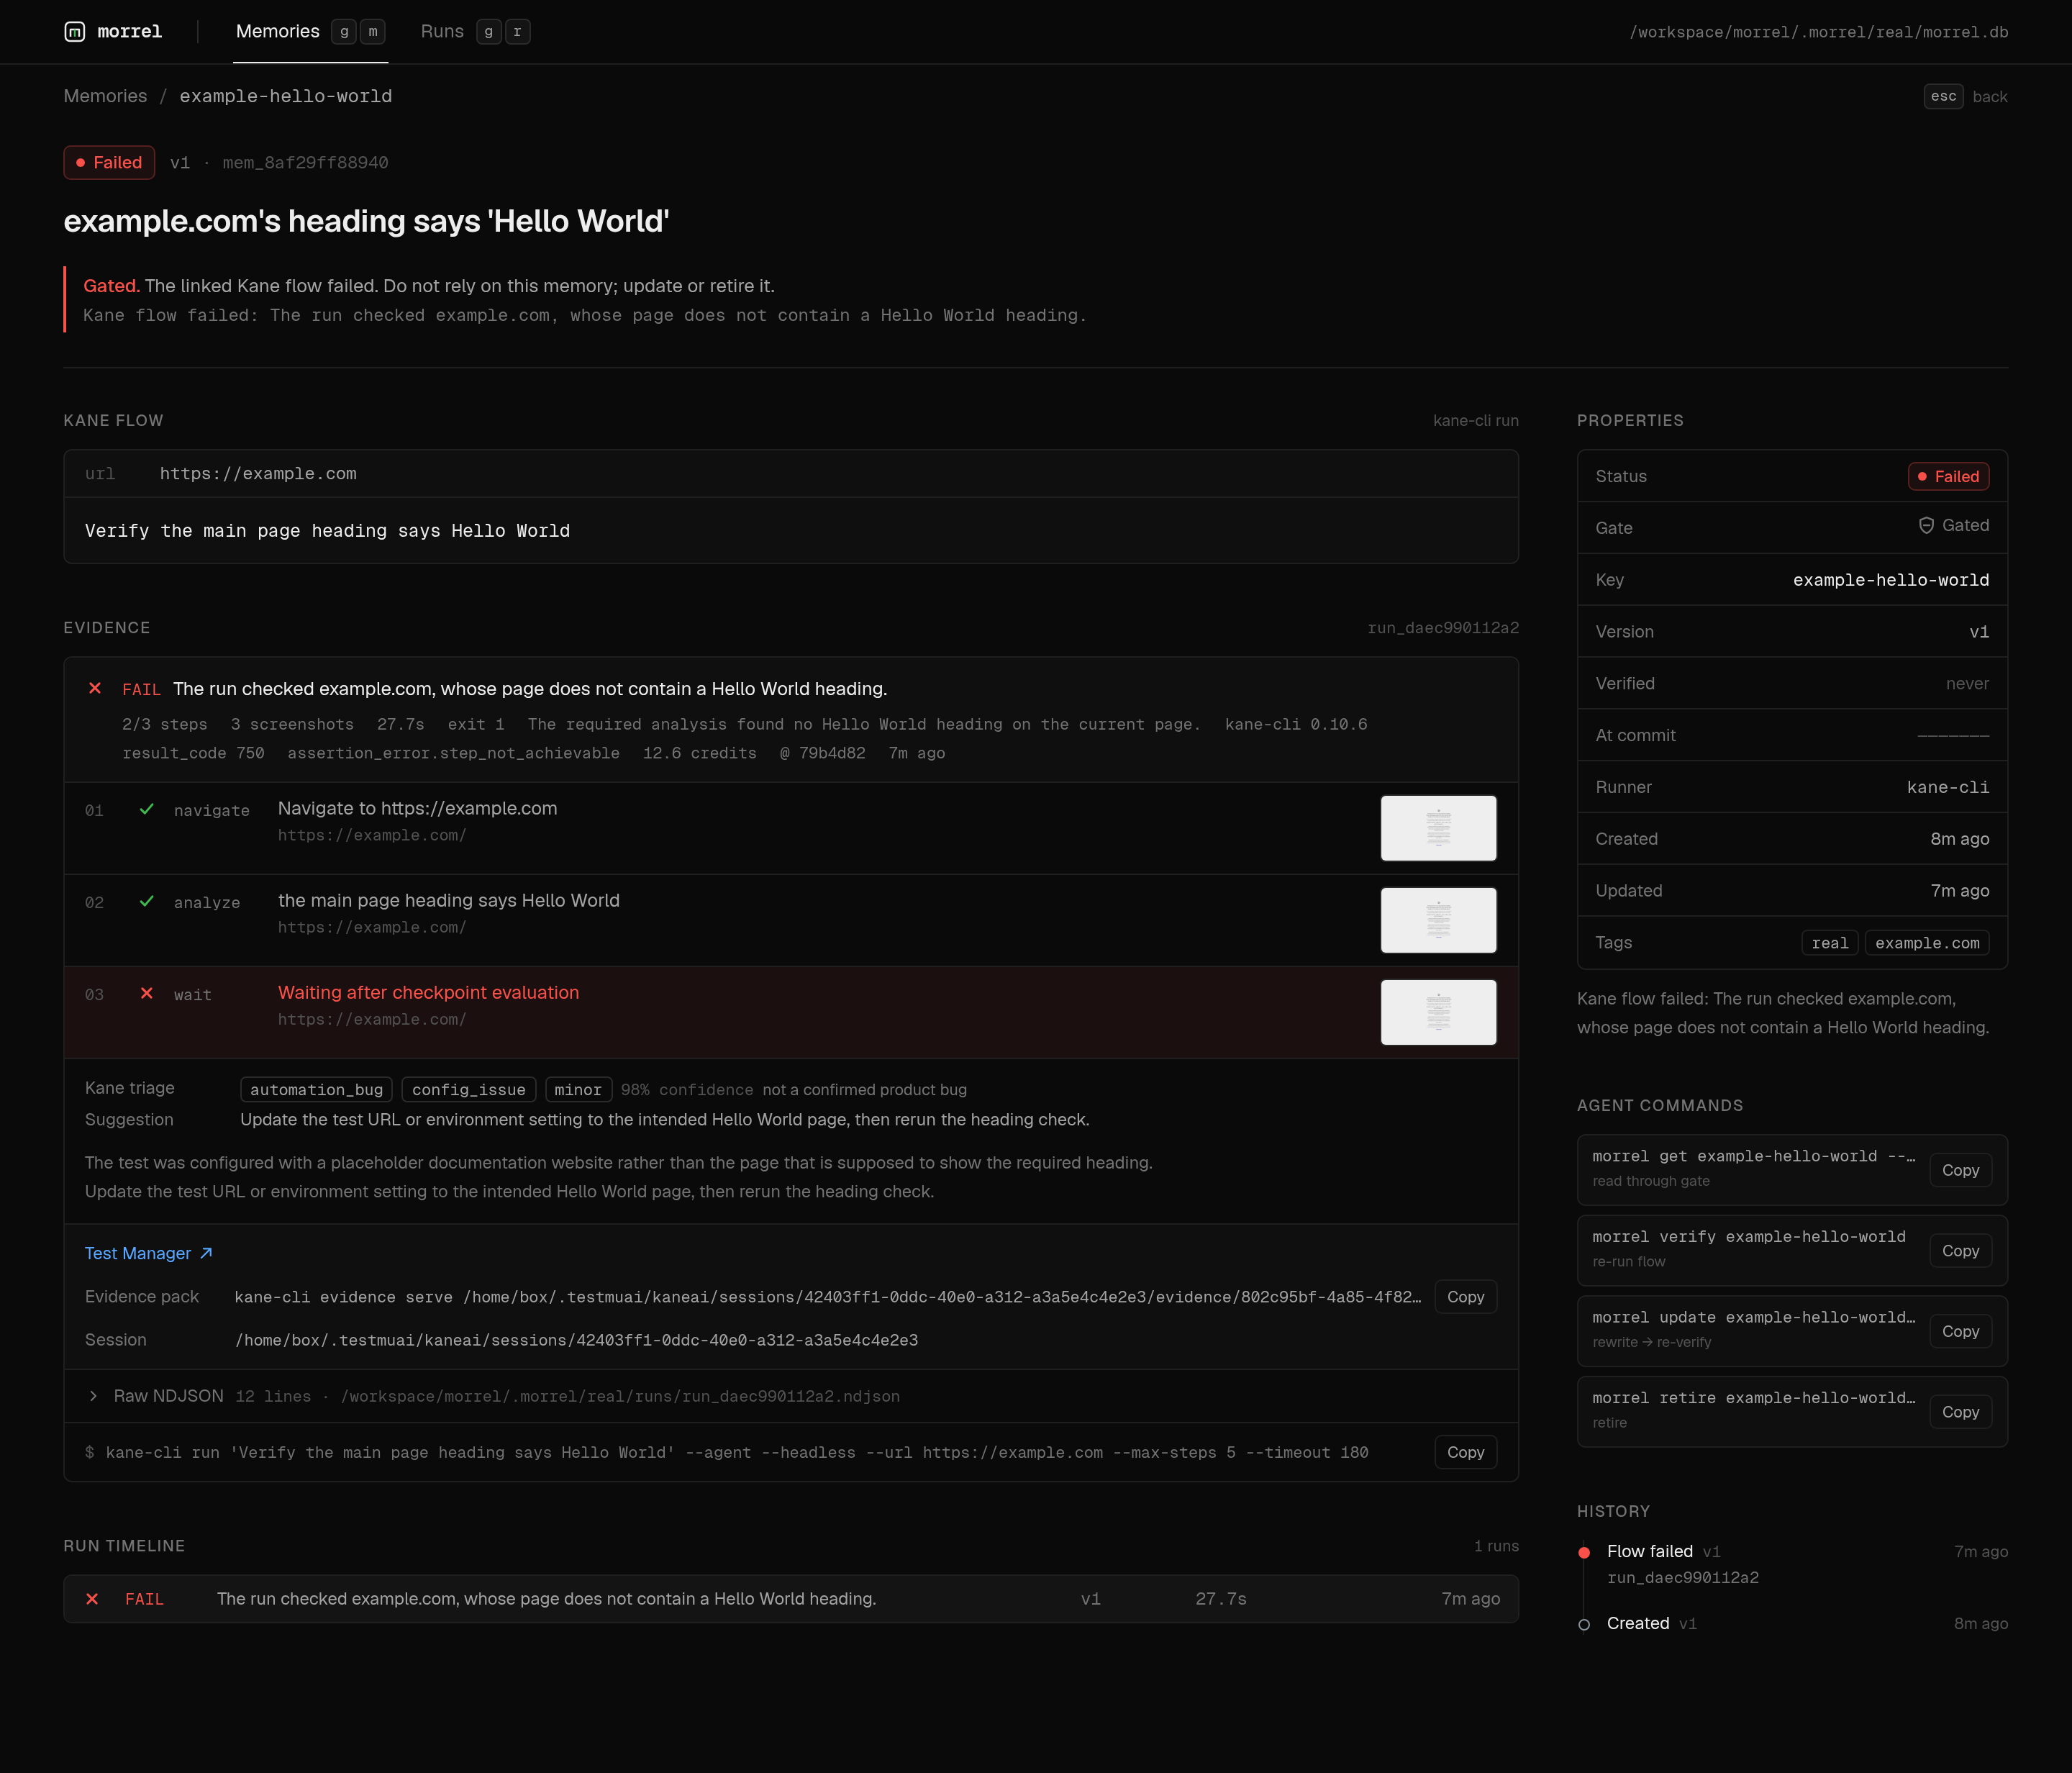 morrel
Memories g m Runs g r
/workspace/morrel/.morrel/real/morrel.db
Memories / example-hello-world
esc back
Failed v1 · mem_8af29ff88940
example.com's heading says 'Hello World'
Gated. The linked Kane flow failed. Do not rely on this memory; update or retire it.
Kane flow failed: The run checked example.com, whose page does not contain a Hello World heading.
KANE FLOW kane-cli run
url https://example.com
Verify the main page heading says Hello World
EVIDENCE run_daec990112a2
FAIL The run checked example.com, whose page does not contain a Hello World heading.
2/3 steps 3 screenshots 27.7s exit 1 The required analysis found no Hello World heading on the current page. kane-cli 0.10.6
result_code 750 assertion_error.step_not_achievable 12.6 credits @ 79b4d82 7m ago
01 navigate Navigate to https://example.com
https://example.com/
02 analyze the main page heading says Hello World
https://example.com/
03 wait Waiting after checkpoint evaluation
https://example.com/
Kane triage automation_bug config_issue minor 98% confidence not a confirmed product bug
Suggestion Update the test URL or environment setting to the intended Hello World page, then rerun the heading check.
The test was configured with a placeholder documentation website rather than the page that is supposed to show the required heading.
Update the test URL or environment setting to the intended Hello World page, then rerun the heading check.
Test Manager ↗
Evidence pack kane-cli evidence serve /home/box/.testmuai/kaneai/sessions/42403ff1-0ddc-40e0-a312-a3a5e4c4e2e3/evidence/802c95bf-4a85-4f82… Copy
Session /home/box/.testmuai/kaneai/sessions/42403ff1-0ddc-40e0-a312-a3a5e4c4e2e3
Raw NDJSON 12 lines · /workspace/morrel/.morrel/real/runs/run_daec990112a2.ndjson
$ kane-cli run 'Verify the main page heading says Hello World' --agent --headless --url https://example.com --max-steps 5 --timeout 180 Copy
RUN TIMELINE 1 runs
FAIL The run checked example.com, whose page does not contain a Hello World heading. v1 27.7s 7m ago
PROPERTIES
Status Failed
Gate Gated
Key example-hello-world
Version v1
Verified never
At commit ———————
Runner kane-cli
Created 8m ago
Updated 7m ago
Tags real example.com
Kane flow failed: The run checked example.com,
whose page does not contain a Hello World heading.
AGENT COMMANDS
morrel get example-hello-world --… Copy
read through gate
morrel verify example-hello-world Copy
re-run flow
morrel update example-hello-world… Copy
rewrite → re-verify
morrel retire example-hello-world… Copy
retire
HISTORY
Flow failed v1 7m ago
run_daec990112a2
Created v1 8m ago